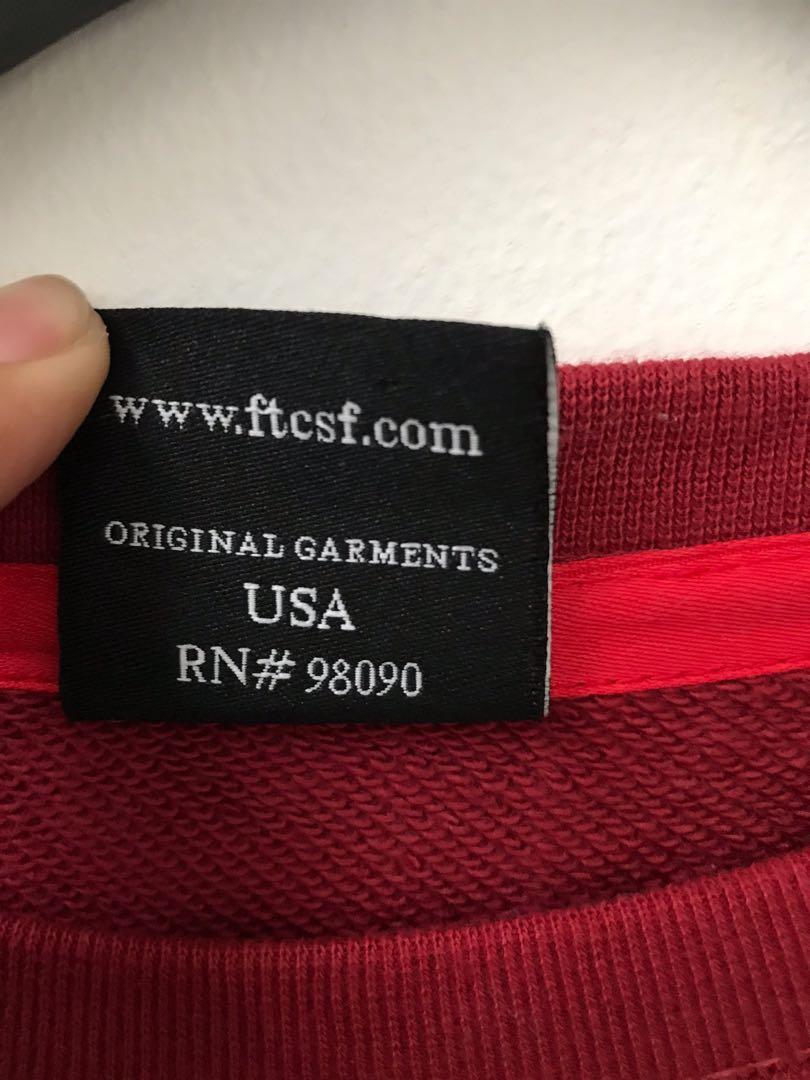 www.ftcsf.com
ORIGINAL GARMENTS
USA
RN# 98090